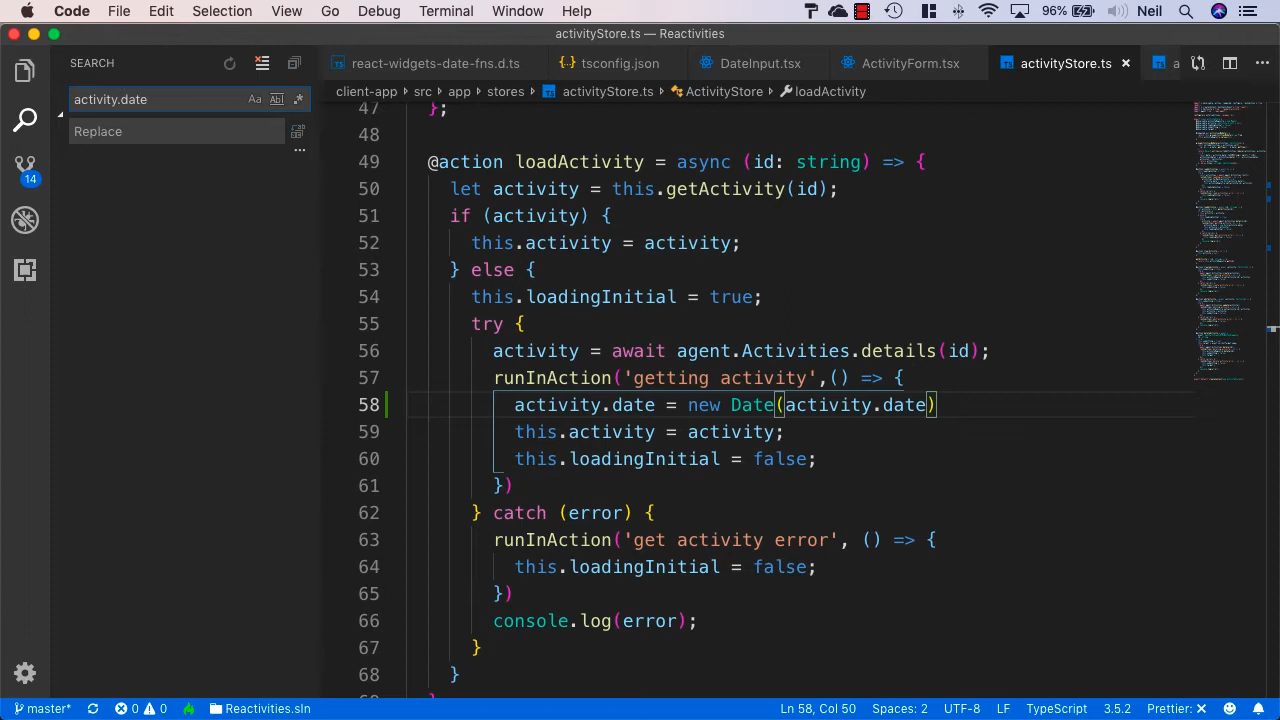 Code File Edit Selection View Go Debug Terminal Window Help 96% Neil
activityStore.ts — Reactivities
SEARCH
react-widgets-date-fns.d.ts tsconfig.json DateInput.tsx ActivityForm.tsx activityStore.ts a
activity.date
Aa Abl .*
Replace
14
client-app › src › app › stores › activityStore.ts › ActivityStore › loadActivity
47 };
48
49 @action loadActivity = async (id: string) => {
50 let activity = this.getActivity(id);
51 if (activity) {
52 this.activity = activity;
53 } else {
54 this.loadingInitial = true;
55 try {
56 activity = await agent.Activities.details(id);
57 runInAction('getting activity',() => {
58 activity.date = new Date(activity.date)
59 this.activity = activity;
60 this.loadingInitial = false;
61 })
62 } catch (error) {
63 runInAction('get activity error', () => {
64 this.loadingInitial = false;
65 })
66 console.log(error);
67 }
68 }
master* 0 0 Reactivities.sln Ln 58, Col 50 Spaces: 2 UTF-8 LF TypeScript 3.5.2 Prettier: ✕